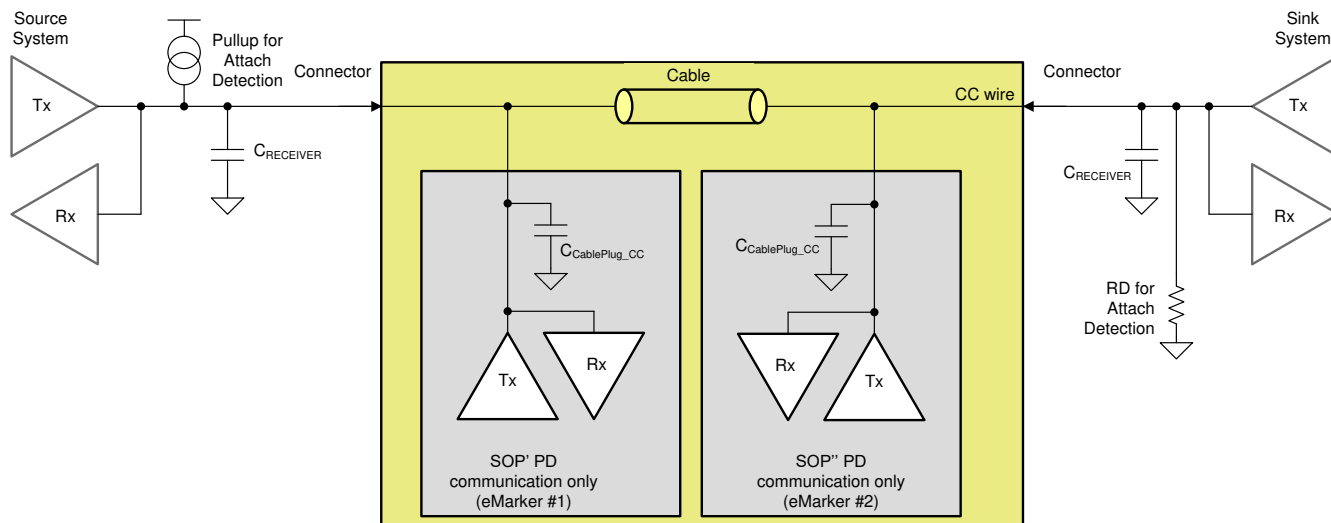 Source
System
Pullup for
Attach
Detection
Connector
Cable
CC wire
Connector
Sink
System
Tx
Rx
CRECEIVER
CCablePlug_CC
CCablePlug_CC
CRECEIVER
Tx
Rx
RD for
Attach
Detection
Tx
Rx
Rx
Tx
SOP' PD
communication only
(eMarker #1)
SOP'' PD
communication only
(eMarker #2)